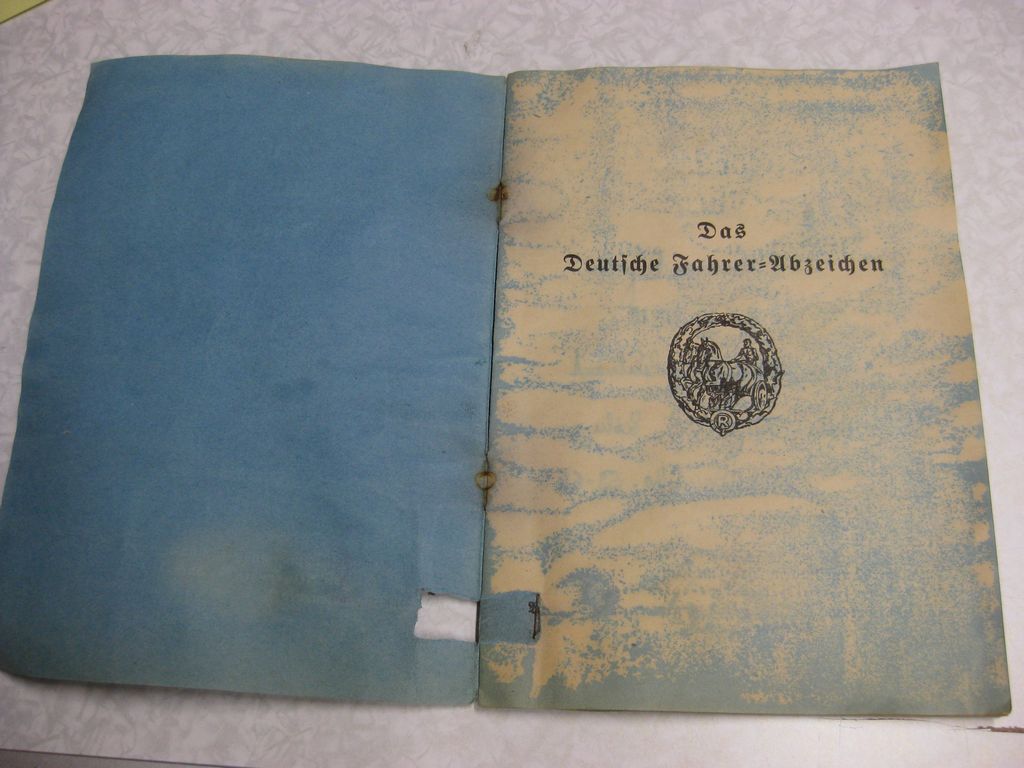 Das
Deutsche Fahrer=Abzeichen
R